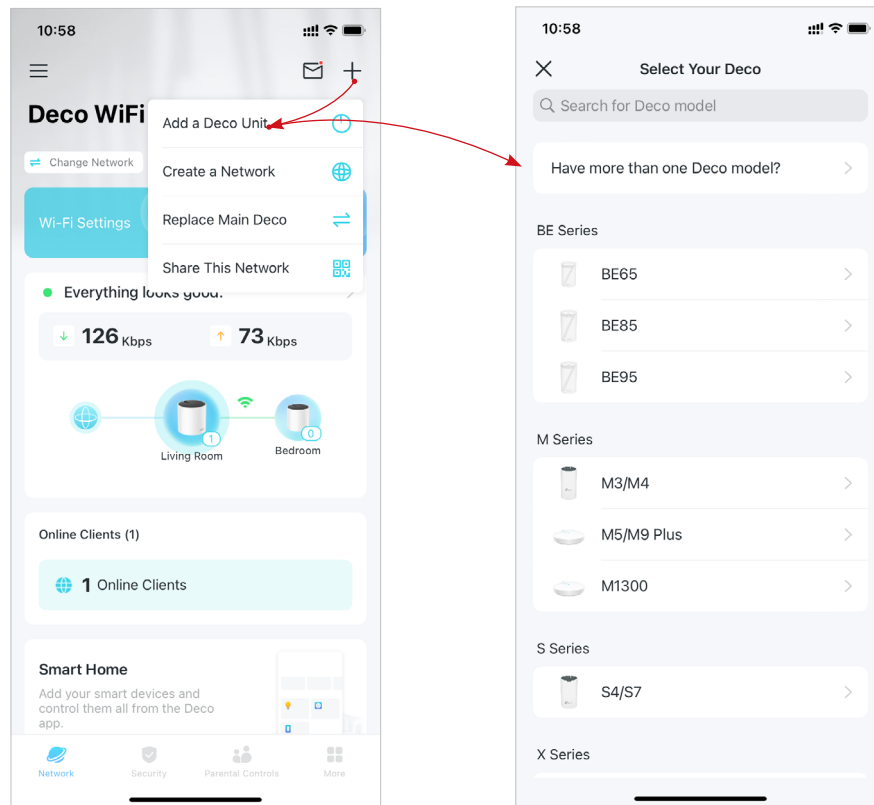 10:58
Deco WiFi
Add a Deco Unit
Change Network
Create a Network
Wi-Fi Settings
Replace Main Deco
Share This Network
Everything looks good.
126 Kbps
73 Kbps
1
0
Living Room
Bedroom
Online Clients (1)
1 Online Clients
Smart Home
Add your smart devices and
control them all from the Deco
app.
Network
Security
Parental Controls
More
10:58
Select Your Deco
Search for Deco model
Have more than one Deco model?
BE Series
BE65
BE85
BE95
M Series
M3/M4
M5/M9 Plus
M1300
S Series
S4/S7
X Series